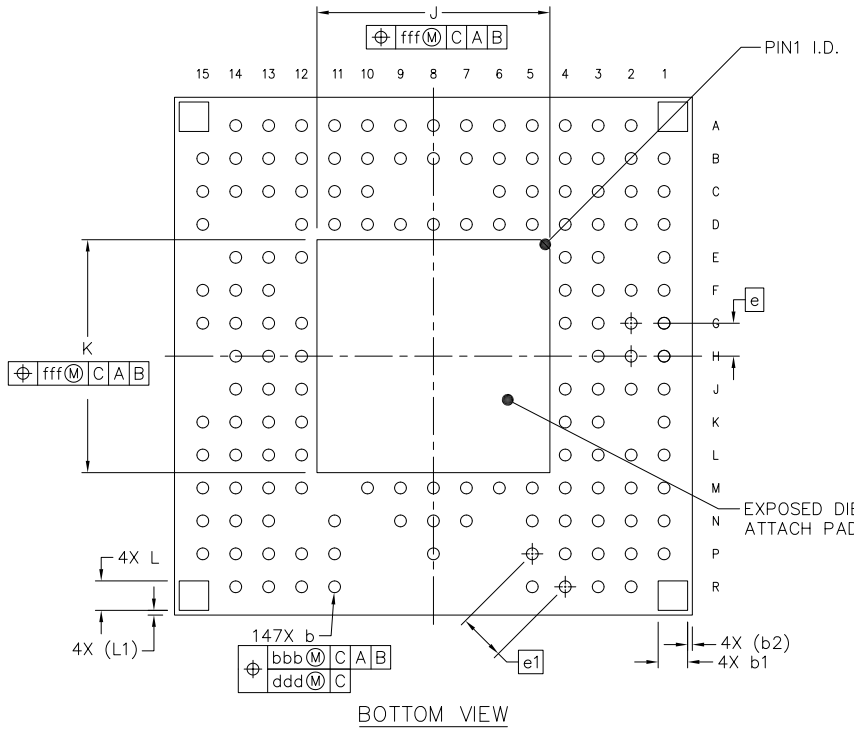 J
⌖ fff Ⓜ C A B
PIN1 I.D.
15 14 13 12 11 10 9 8 7 6 5 4 3 2 1
A
B
C
D
E
F
G
e
H
K
⌖ fff Ⓜ C A B
J
K
L
M
N
EXPOSED DIE
ATTACH PAD
P
4X L
R
4X (L1)
147X b
⌖ bbb Ⓜ C A B
ddd Ⓜ C
e1
4X (b2)
4X b1
BOTTOM VIEW